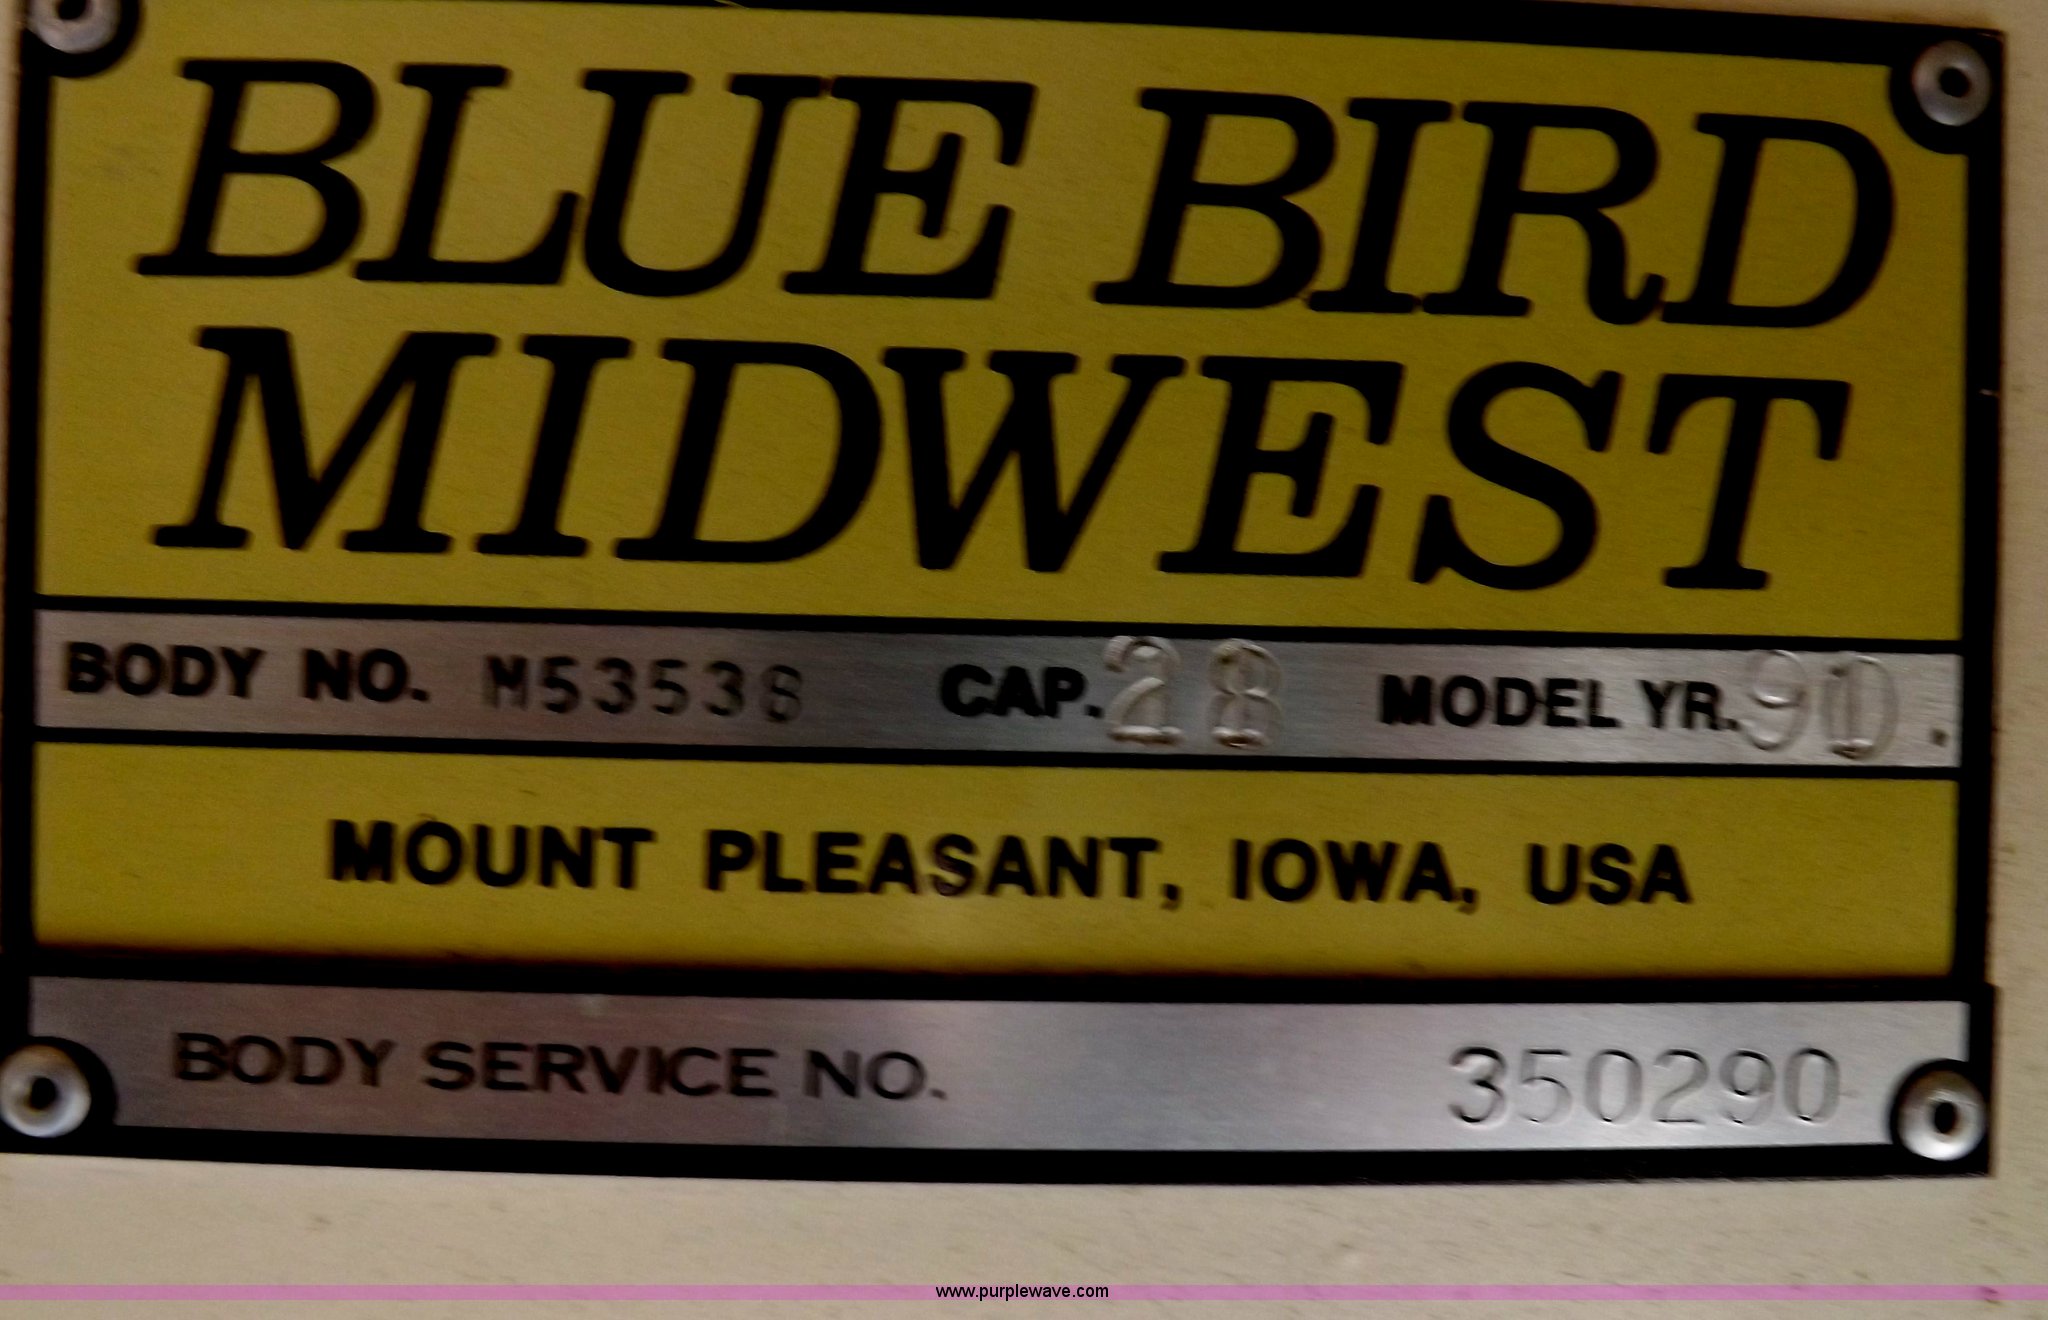 BLUE BIRD
MIDWEST
BODY NO. M53538 CAP. 28 MODEL YR. 90
MOUNT PLEASANT, IOWA, USA
BODY SERVICE NO. 350290
www.purplewave.com